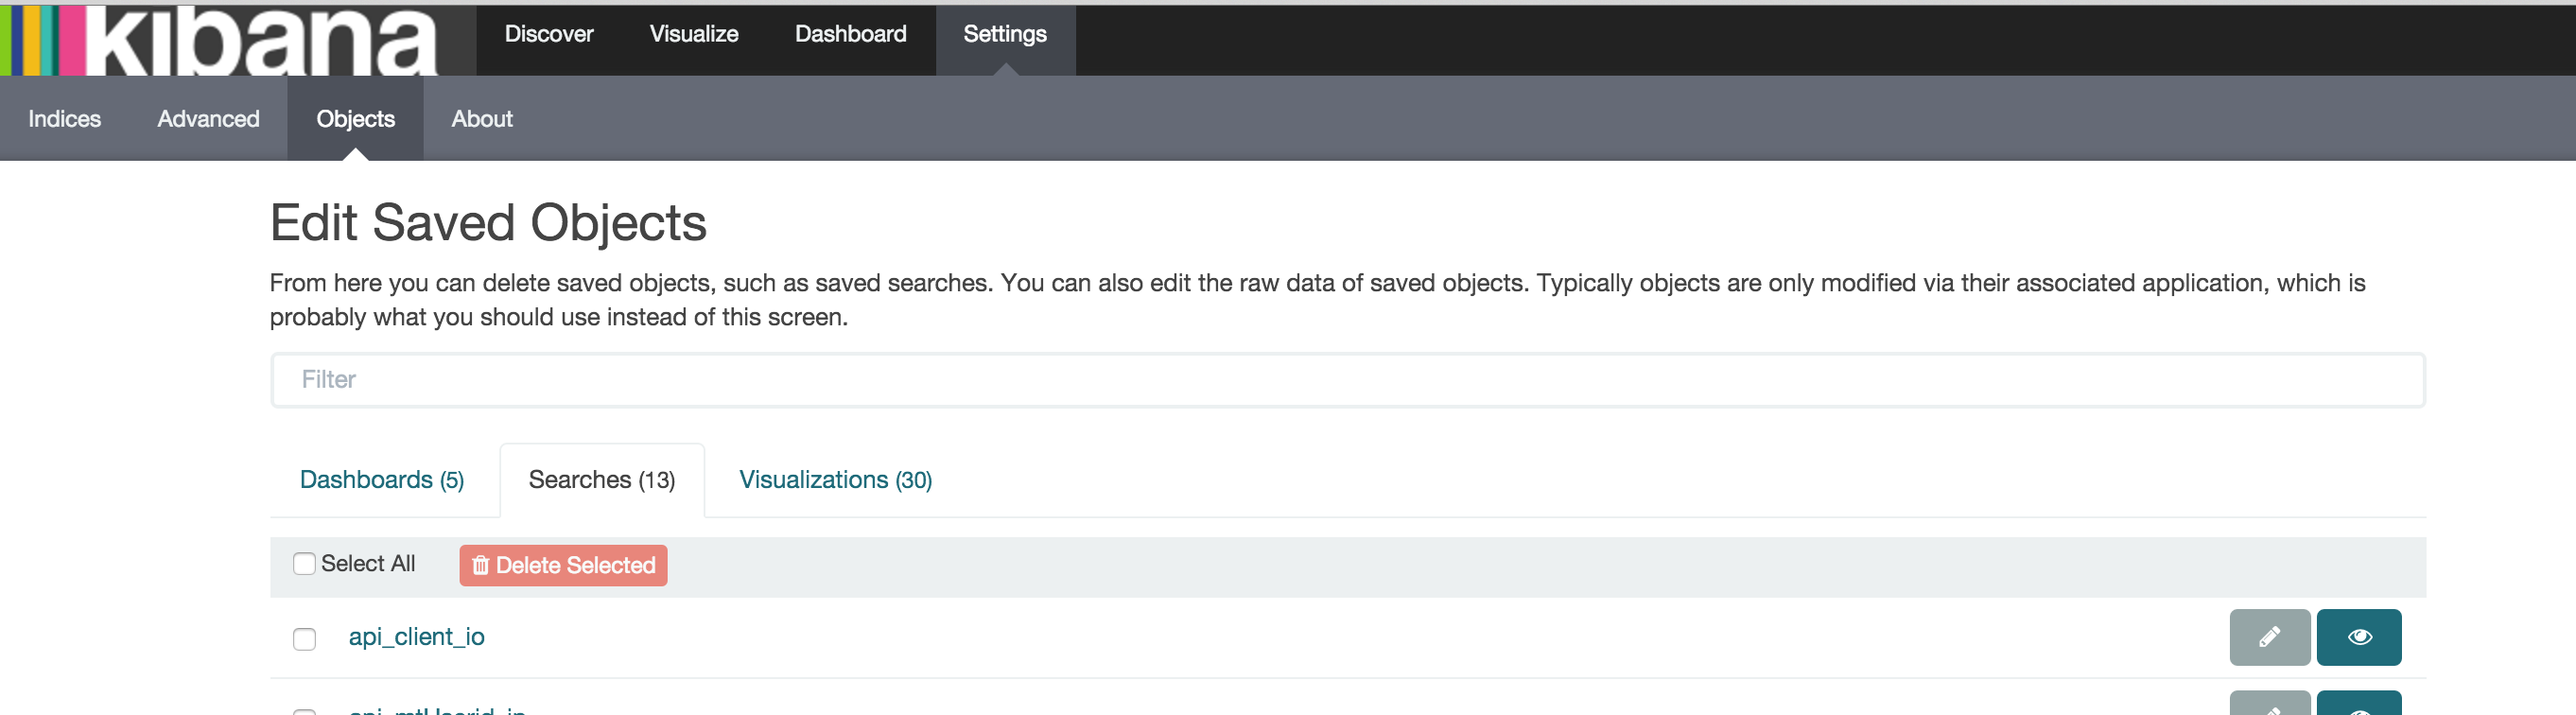 kibana Discover Visualize Dashboard Settings
Indices Advanced Objects About
Edit Saved Objects
From here you can delete saved objects, such as saved searches. You can also edit the raw data of saved objects. Typically objects are only modified via their associated application, which is
probably what you should use instead of this screen.
Filter
Dashboards (5) Searches (13) Visualizations (30)
Select All Delete Selected
api_client_io